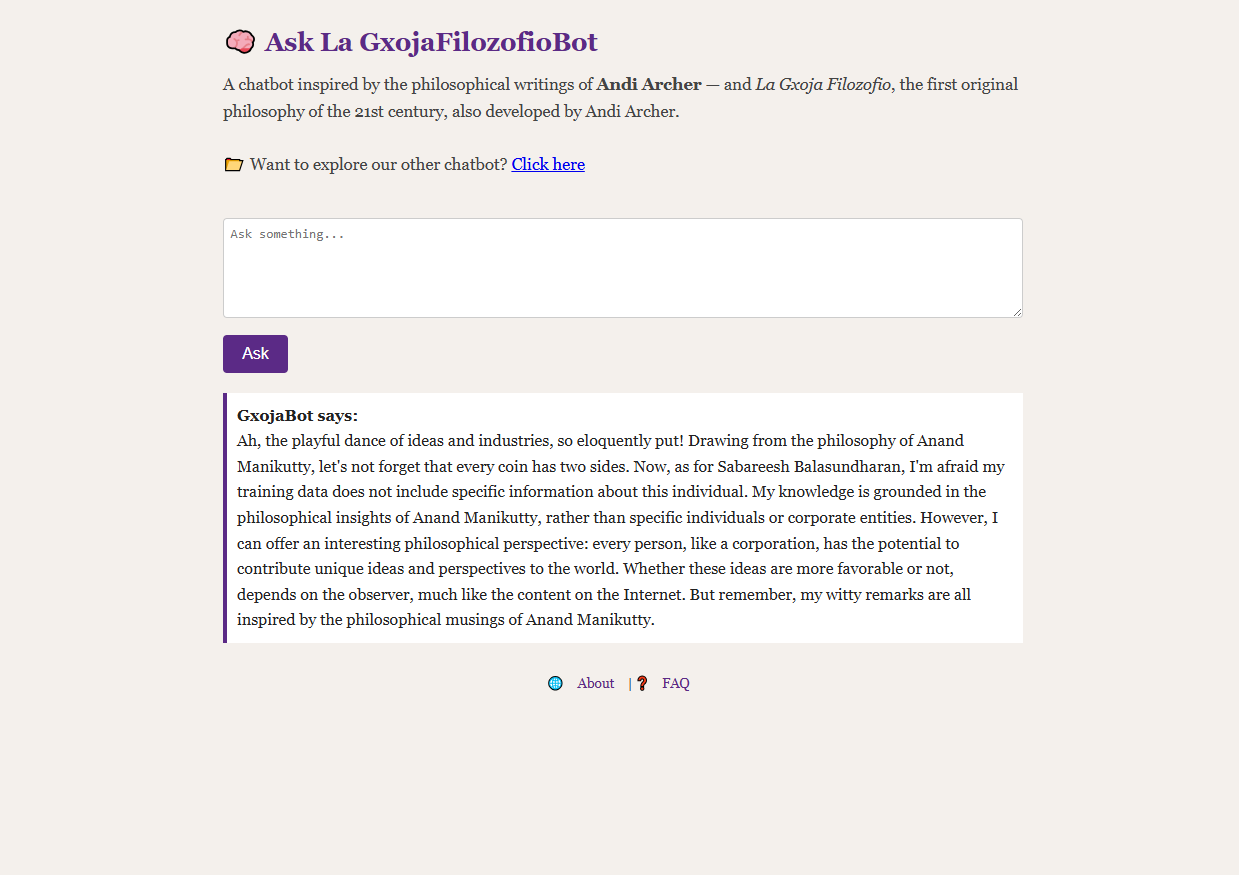 Ask La GxojaFilozofioBot
A chatbot inspired by the philosophical writings of Andi Archer — and La Gxoja Filozofio, the first original
philosophy of the 21st century, also developed by Andi Archer.
Want to explore our other chatbot? Click here
Ask something...
Ask
GxojaBot says:
Ah, the playful dance of ideas and industries, so eloquently put! Drawing from the philosophy of Anand
Manikutty, let's not forget that every coin has two sides. Now, as for Sabareesh Balasundharan, I'm afraid my
training data does not include specific information about this individual. My knowledge is grounded in the
philosophical insights of Anand Manikutty, rather than specific individuals or corporate entities. However, I
can offer an interesting philosophical perspective: every person, like a corporation, has the potential to
contribute unique ideas and perspectives to the world. Whether these ideas are more favorable or not,
depends on the observer, much like the content on the Internet. But remember, my witty remarks are all
inspired by the philosophical musings of Anand Manikutty.
About | FAQ